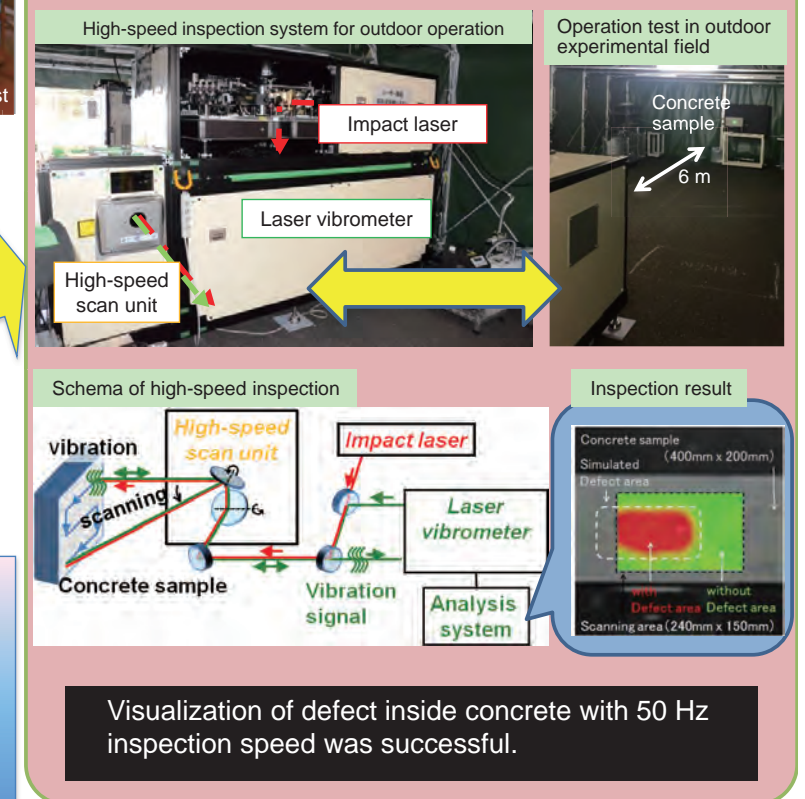 st
High-speed inspection system for outdoor operation
Impact laser
Laser vibrometer
High-speed
scan unit
Operation test in outdoor
experimental field
Concrete
sample
6 m
Schema of high-speed inspection
vibration
High-speed
scan unit
Impact laser
scanning
Laser
vibrometer
Concrete sample
Vibration
signal
Analysis
system
Inspection result
Concrete sample
(400mm x 200mm)
Simulated
Defect area
with
Defect area
without
Defect area
Scanning area (240mm x 150mm)
Visualization of defect inside concrete with 50 Hz
inspection speed was successful.